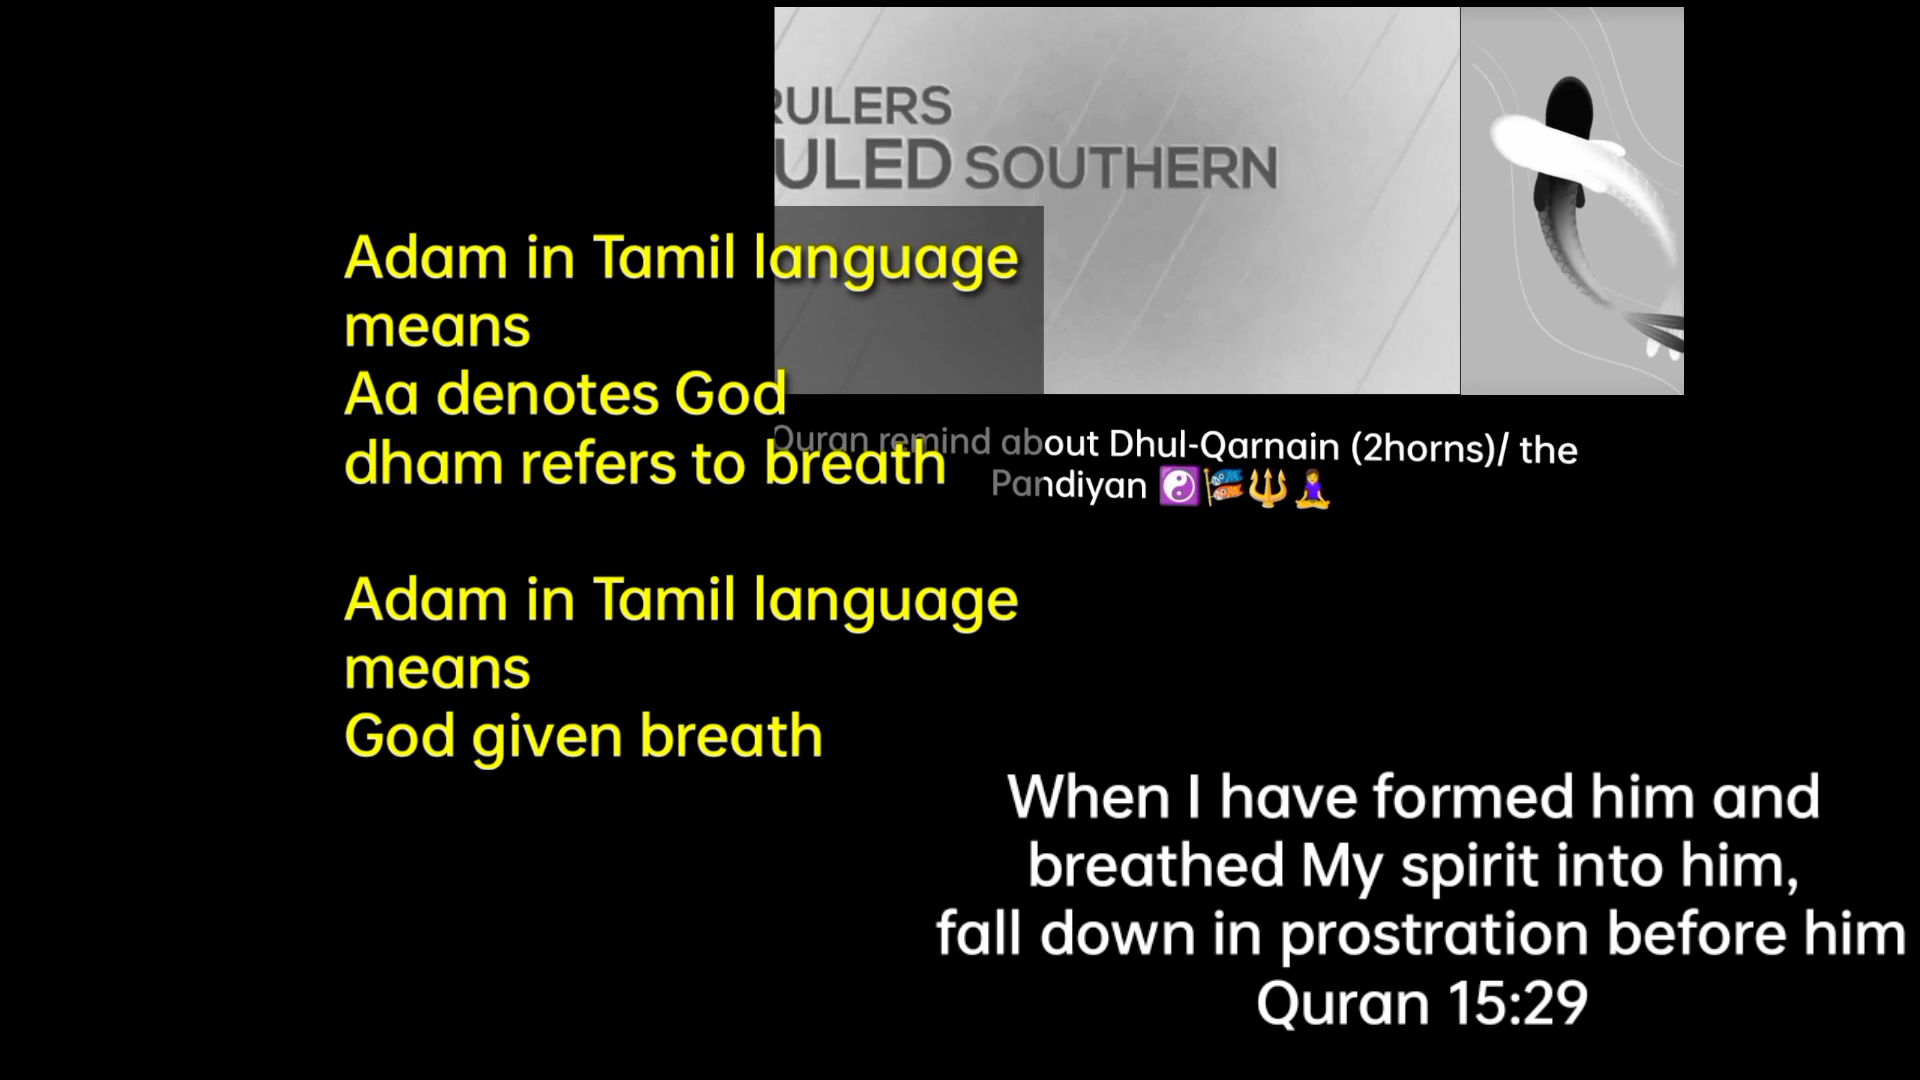 RULERS
ULED SOUTHERN
Adam in Tamil language
means
Aa denotes God
dham refers to breath
Quran remind about Dhul-Qarnain (2horns)/ the
Pandiyan ☯️🎏🔱🧘‍♀️
Adam in Tamil language
means
God given breath
When I have formed him and
breathed My spirit into him,
fall down in prostration before him
Quran 15:29